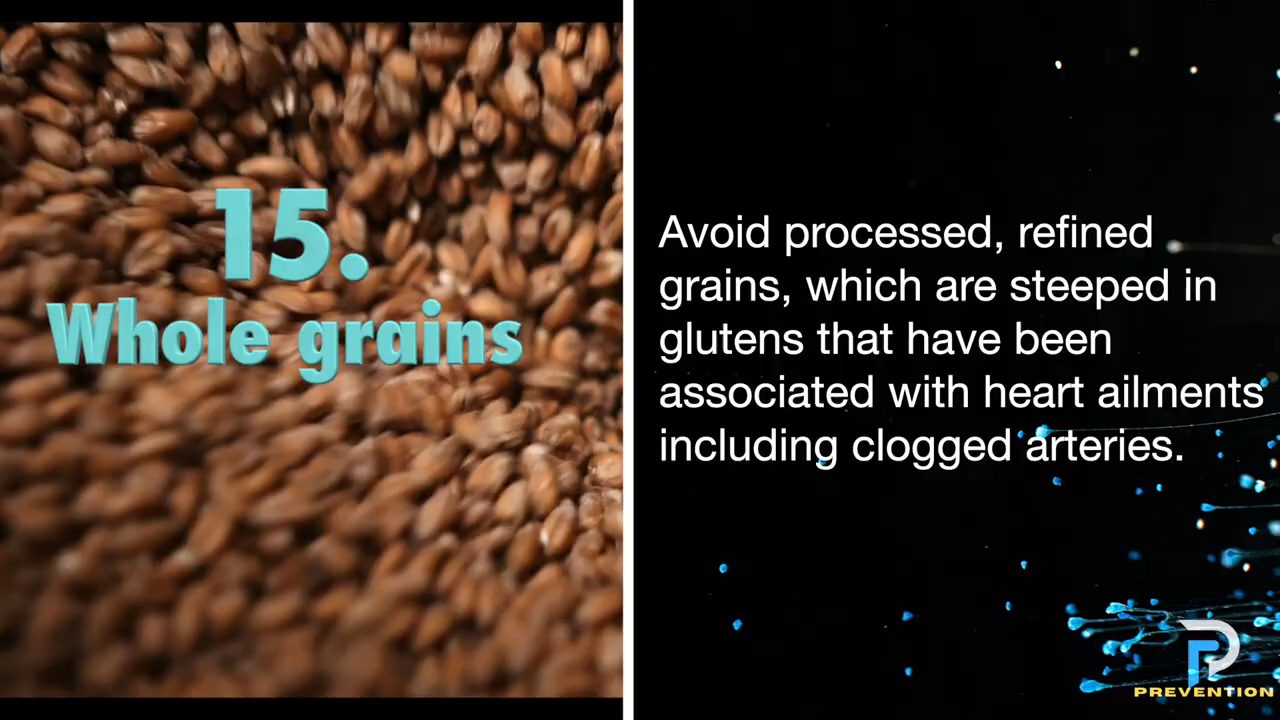 15.
Whole grains
Avoid processed, refined
grains, which are steeped in
glutens that have been
associated with heart ailments
including clogged arteries.
PREVENTION